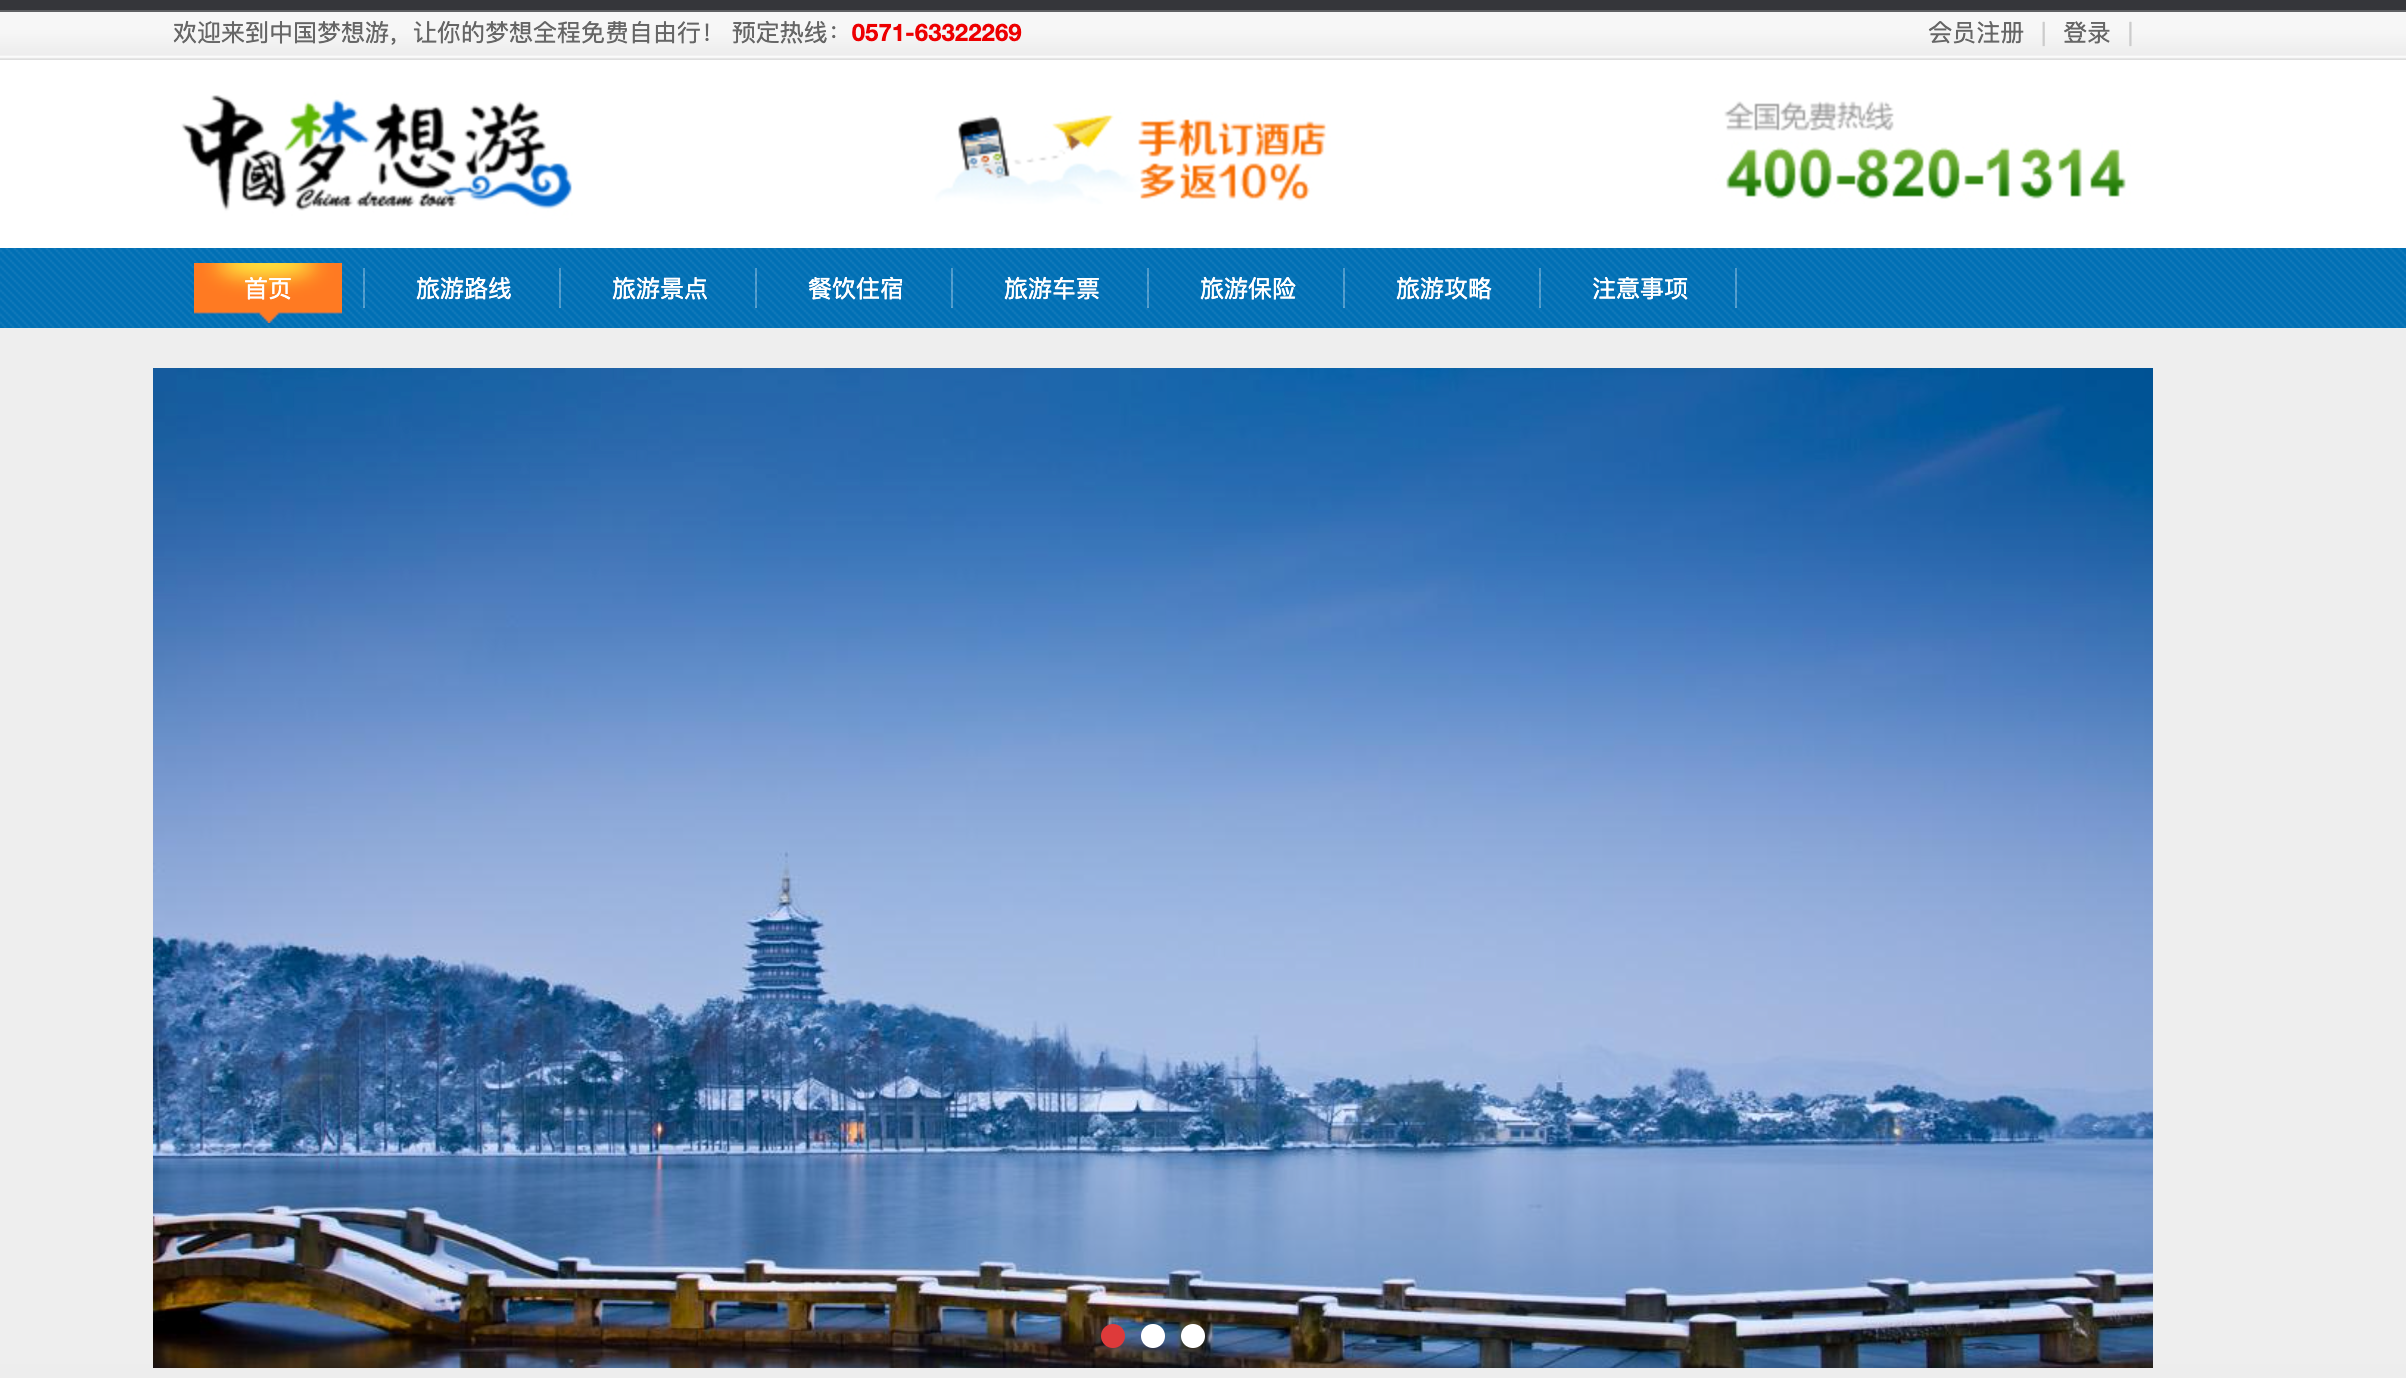 欢迎来到中国梦想游，让你的梦想全程免费自由行！ 预定热线：0571-63322269
会员注册 | 登录 |
中國梦想游
China dream tour
手机订酒店
多返10%
全国免费热线
400-820-1314
首页 旅游路线 旅游景点 餐饮住宿 旅游车票 旅游保险 旅游攻略 注意事项